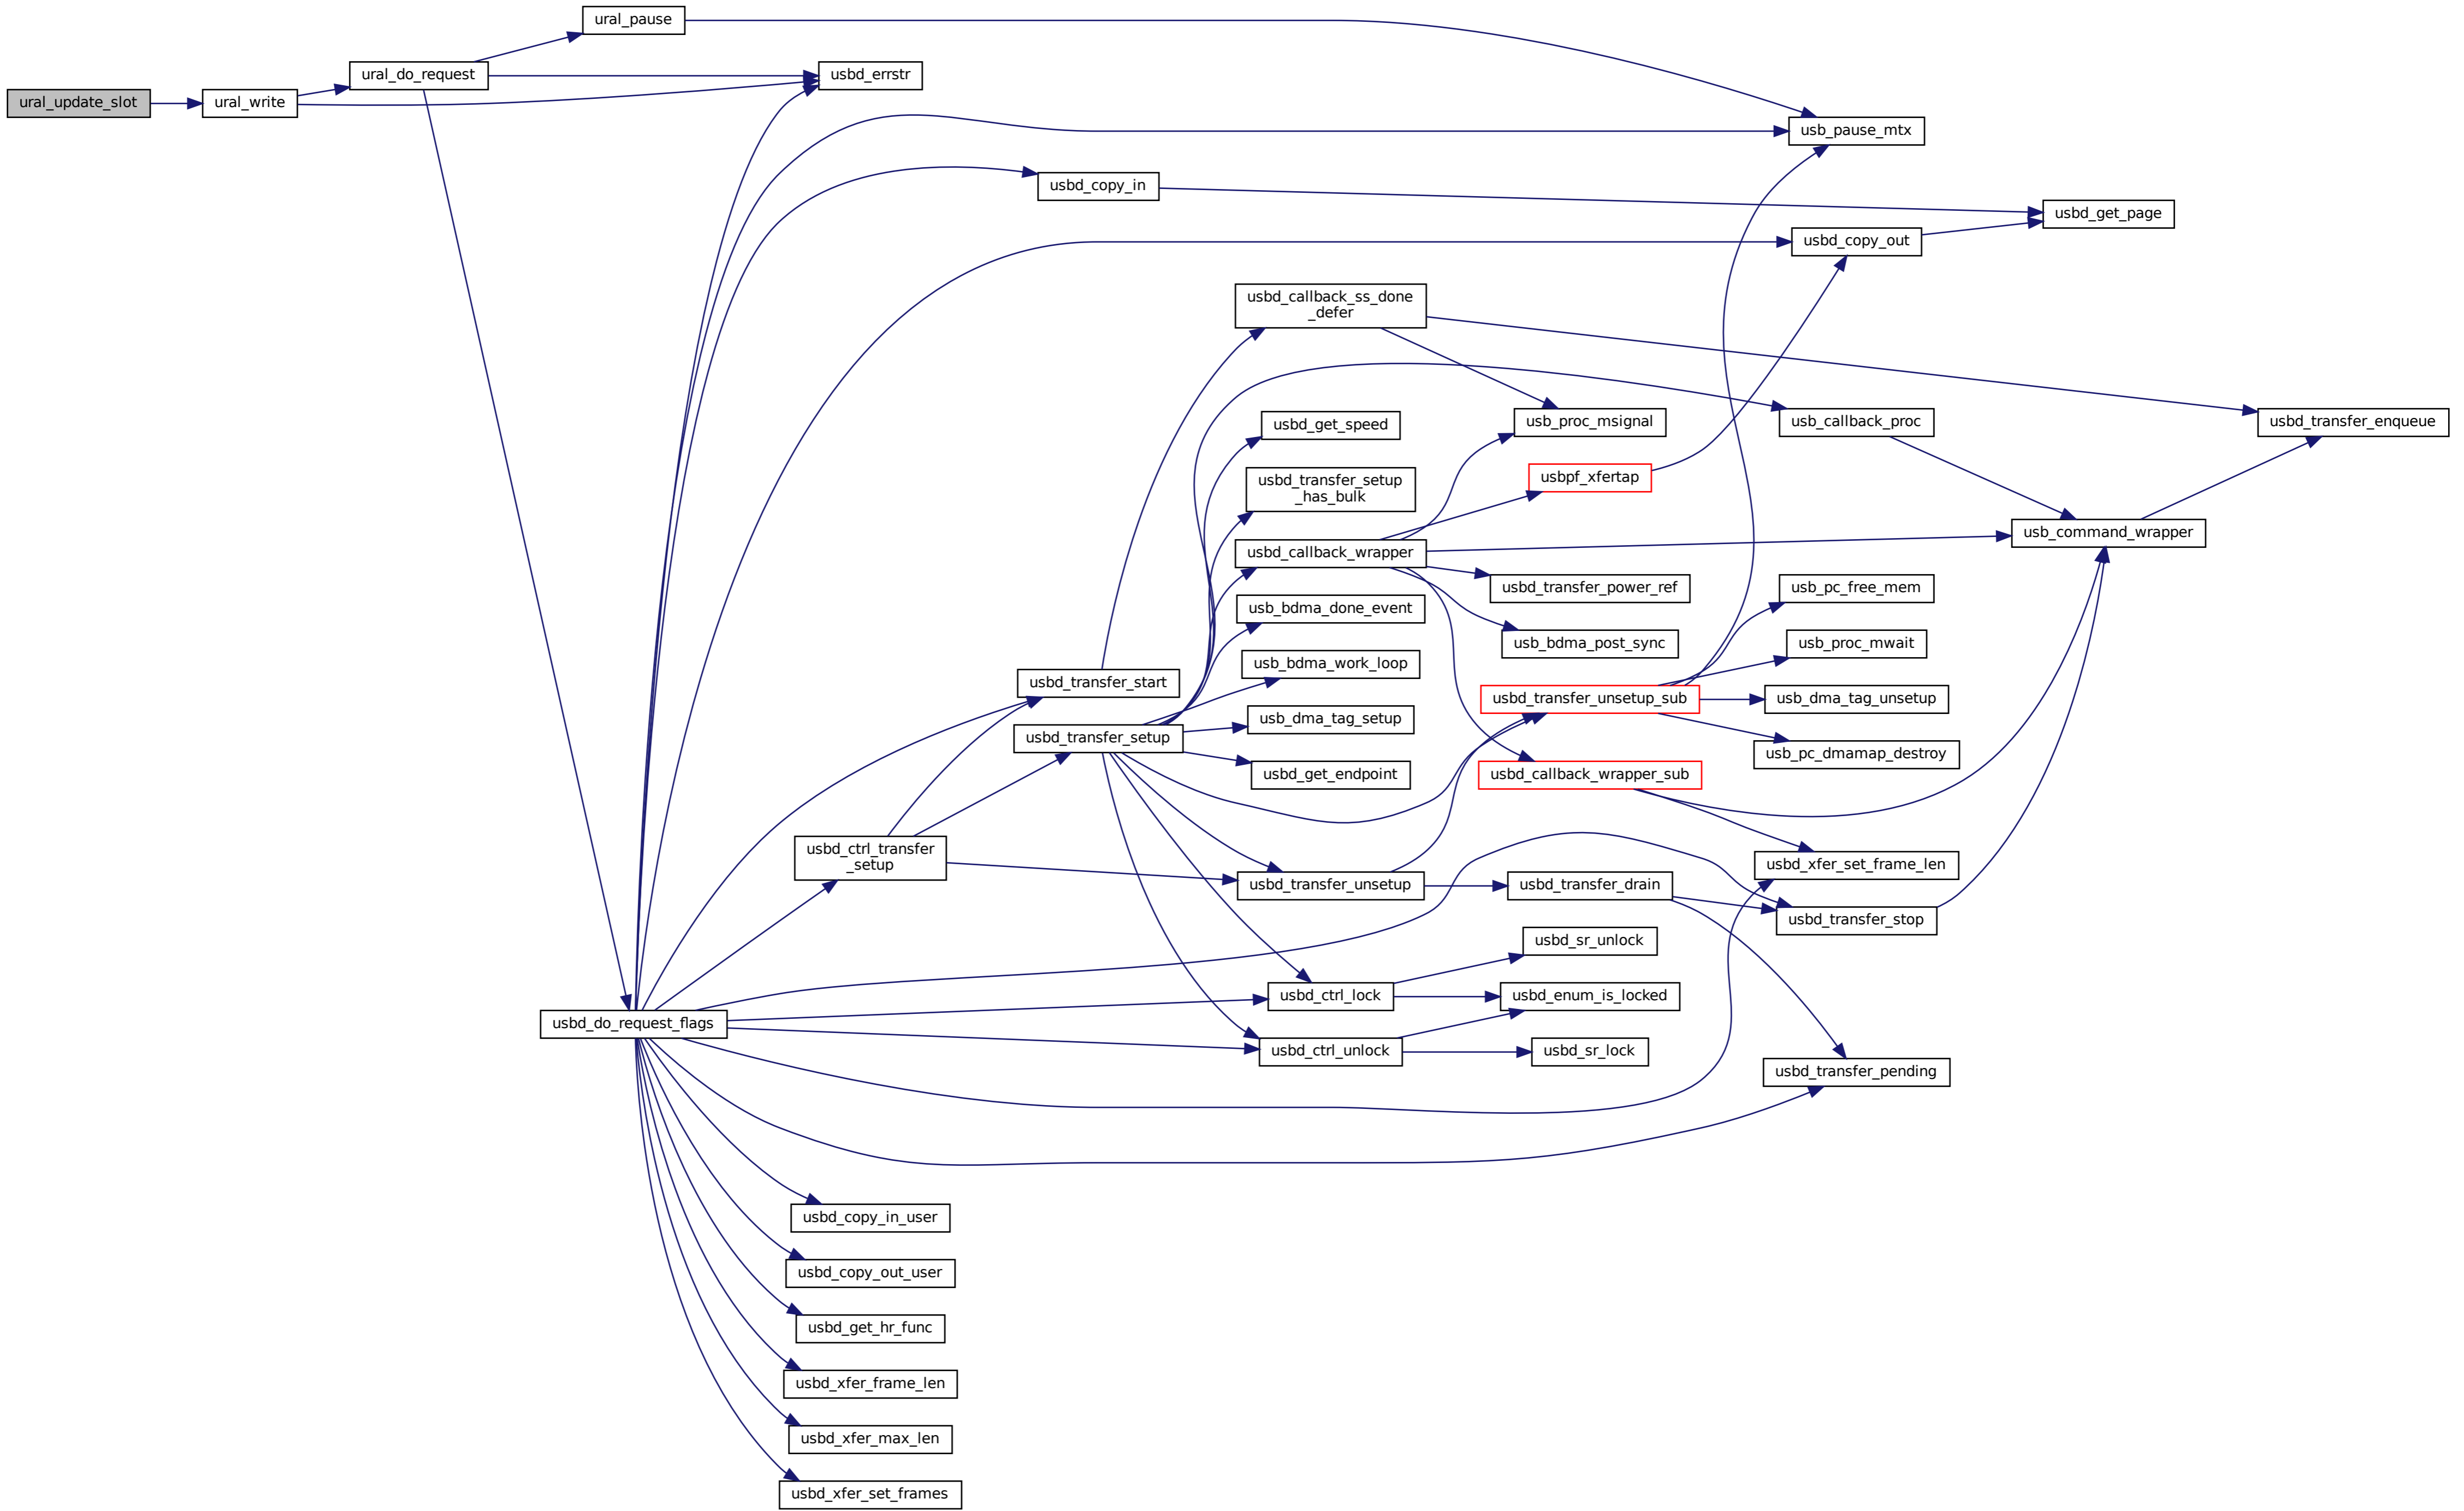 ural_pause
ural_do_request
usbd_errstr
ural_update_slot
ural_write
usb_pause_mtx
usbd_copy_in
usbd_get_page
usbd_copy_out
usbd_callback_ss_done
_defer
usbd_get_speed
usb_proc_msignal
usb_callback_proc
usbd_transfer_enqueue
usbd_transfer_setup
_has_bulk
usbpf_xfertap
usb_command_wrapper
usbd_callback_wrapper
usbd_transfer_power_ref
usb_pc_free_mem
usb_bdma_done_event
usb_bdma_post_sync
usb_proc_mwait
usb_bdma_work_loop
usbd_transfer_start
usbd_transfer_unsetup_sub
usb_dma_tag_unsetup
usb_dma_tag_setup
usbd_transfer_setup
usb_pc_dmamap_destroy
usbd_get_endpoint
usbd_callback_wrapper_sub
usbd_ctrl_transfer
_setup
usbd_xfer_set_frame_len
usbd_transfer_unsetup
usbd_transfer_drain
usbd_transfer_stop
usbd_sr_unlock
usbd_ctrl_lock
usbd_enum_is_locked
usbd_do_request_flags
usbd_ctrl_unlock
usbd_sr_lock
usbd_transfer_pending
usbd_copy_in_user
usbd_copy_out_user
usbd_get_hr_func
usbd_xfer_frame_len
usbd_xfer_max_len
usbd_xfer_set_frames